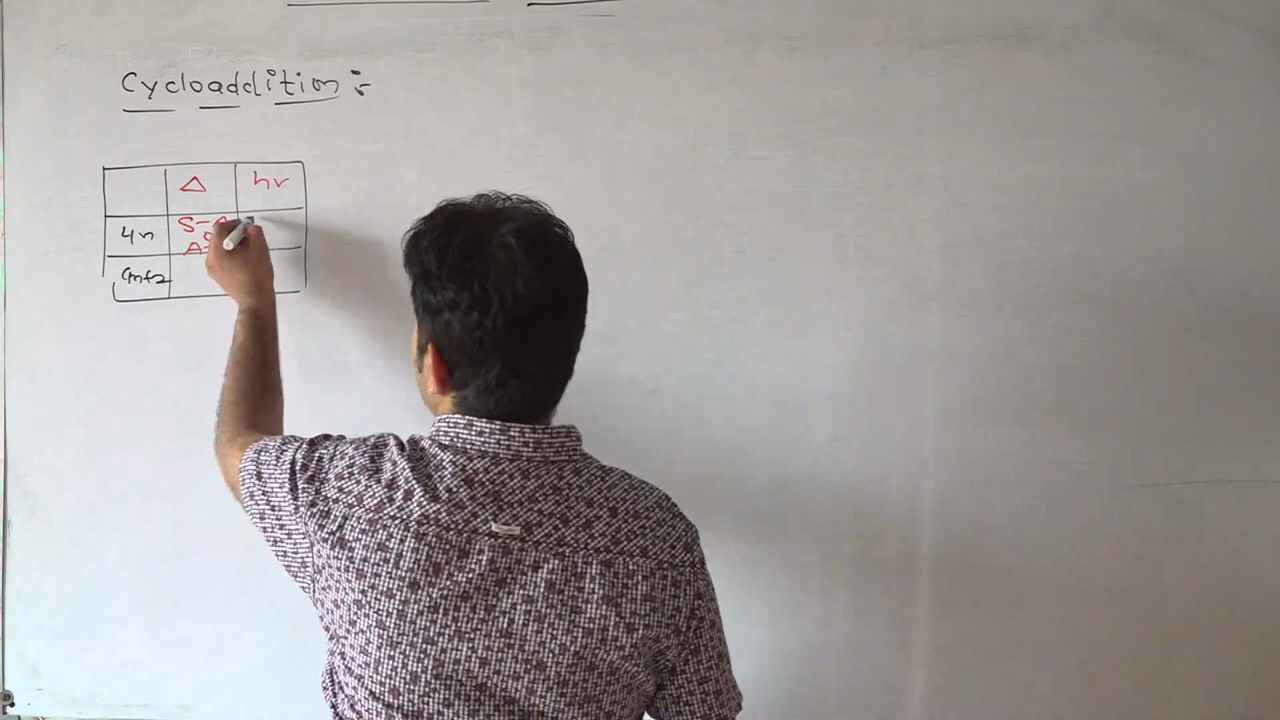 Cycloaddition :-
Δ hν
4n S-A
A-
4n+2